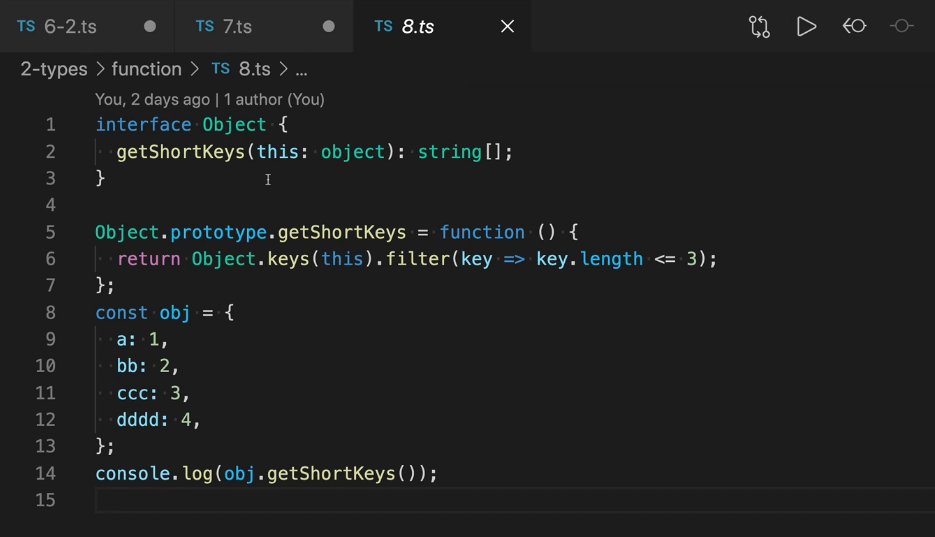 TS 6-2.ts TS 7.ts TS 8.ts
2-types > function > TS 8.ts > ...
You, 2 days ago | 1 author (You)
1 interface Object {
2   getShortKeys(this: object): string[];
3 }
4
5 Object.prototype.getShortKeys = function () {
6   return Object.keys(this).filter(key => key.length <= 3);
7 };
8 const obj = {
9   a: 1,
10   bb: 2,
11   ccc: 3,
12   dddd: 4,
13 };
14 console.log(obj.getShortKeys());
15